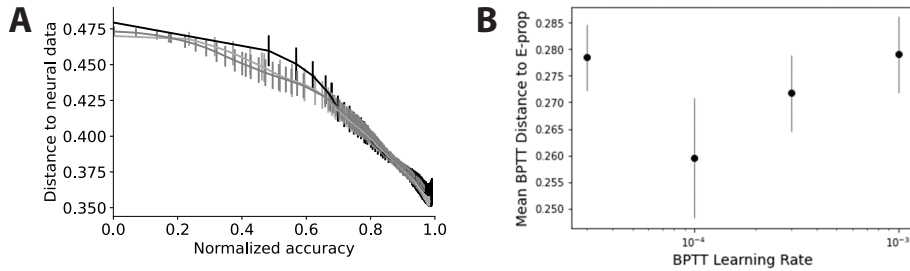 A
Distance to neural data
0.475
0.450
0.425
0.400
0.375
0.350
0.0 0.2 0.4 0.6 0.8 1.0
Normalized accuracy
B
Mean BPTT Distance to E-prop
0.285
0.280
0.275
0.270
0.265
0.260
0.255
0.250
10⁻⁴ 10⁻³
BPTT Learning Rate